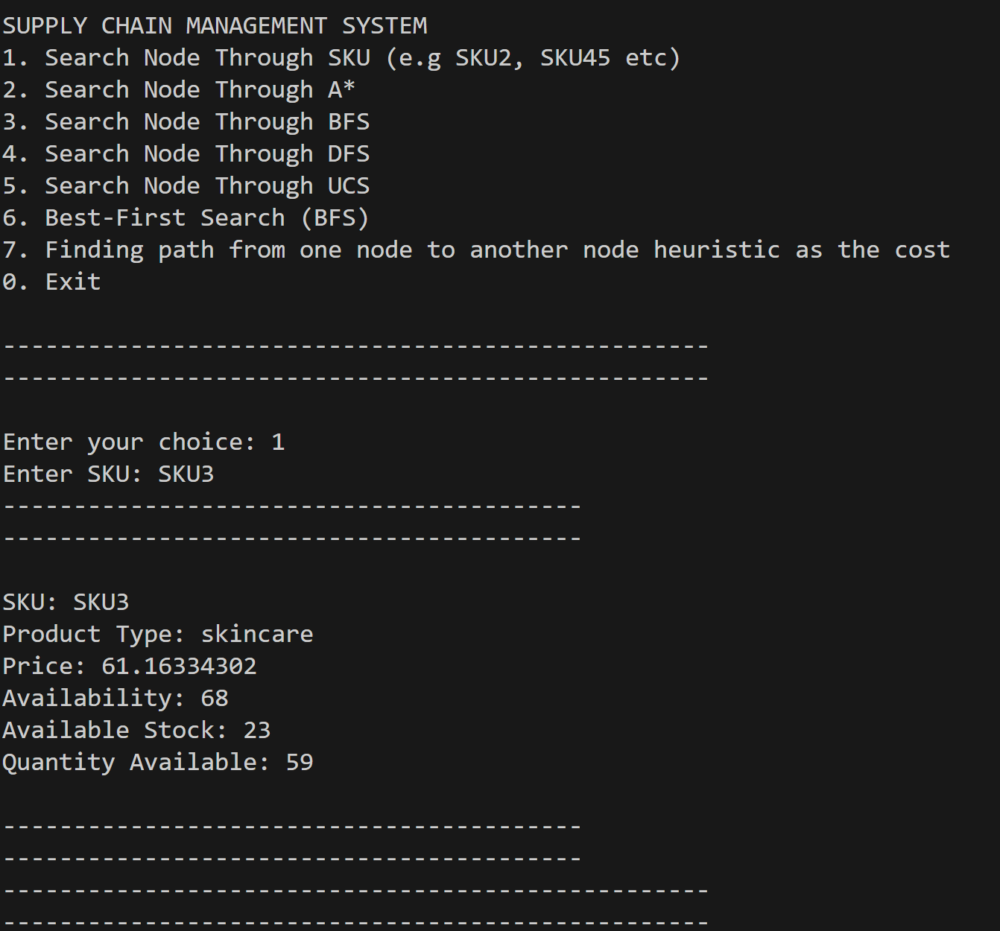 SUPPLY CHAIN MANAGEMENT SYSTEM
1. Search Node Through SKU (e.g SKU2, SKU45 etc)
2. Search Node Through A*
3. Search Node Through BFS
4. Search Node Through DFS
5. Search Node Through UCS
6. Best-First Search (BFS)
7. Finding path from one node to another node heuristic as the cost
0. Exit
--------------------------------------------------
--------------------------------------------------
Enter your choice: 1
Enter SKU: SKU3
-----------------------------------------
-----------------------------------------
SKU: SKU3
Product Type: skincare
Price: 61.16334302
Availability: 68
Available Stock: 23
Quantity Available: 59
-----------------------------------------
-----------------------------------------
--------------------------------------------------
--------------------------------------------------